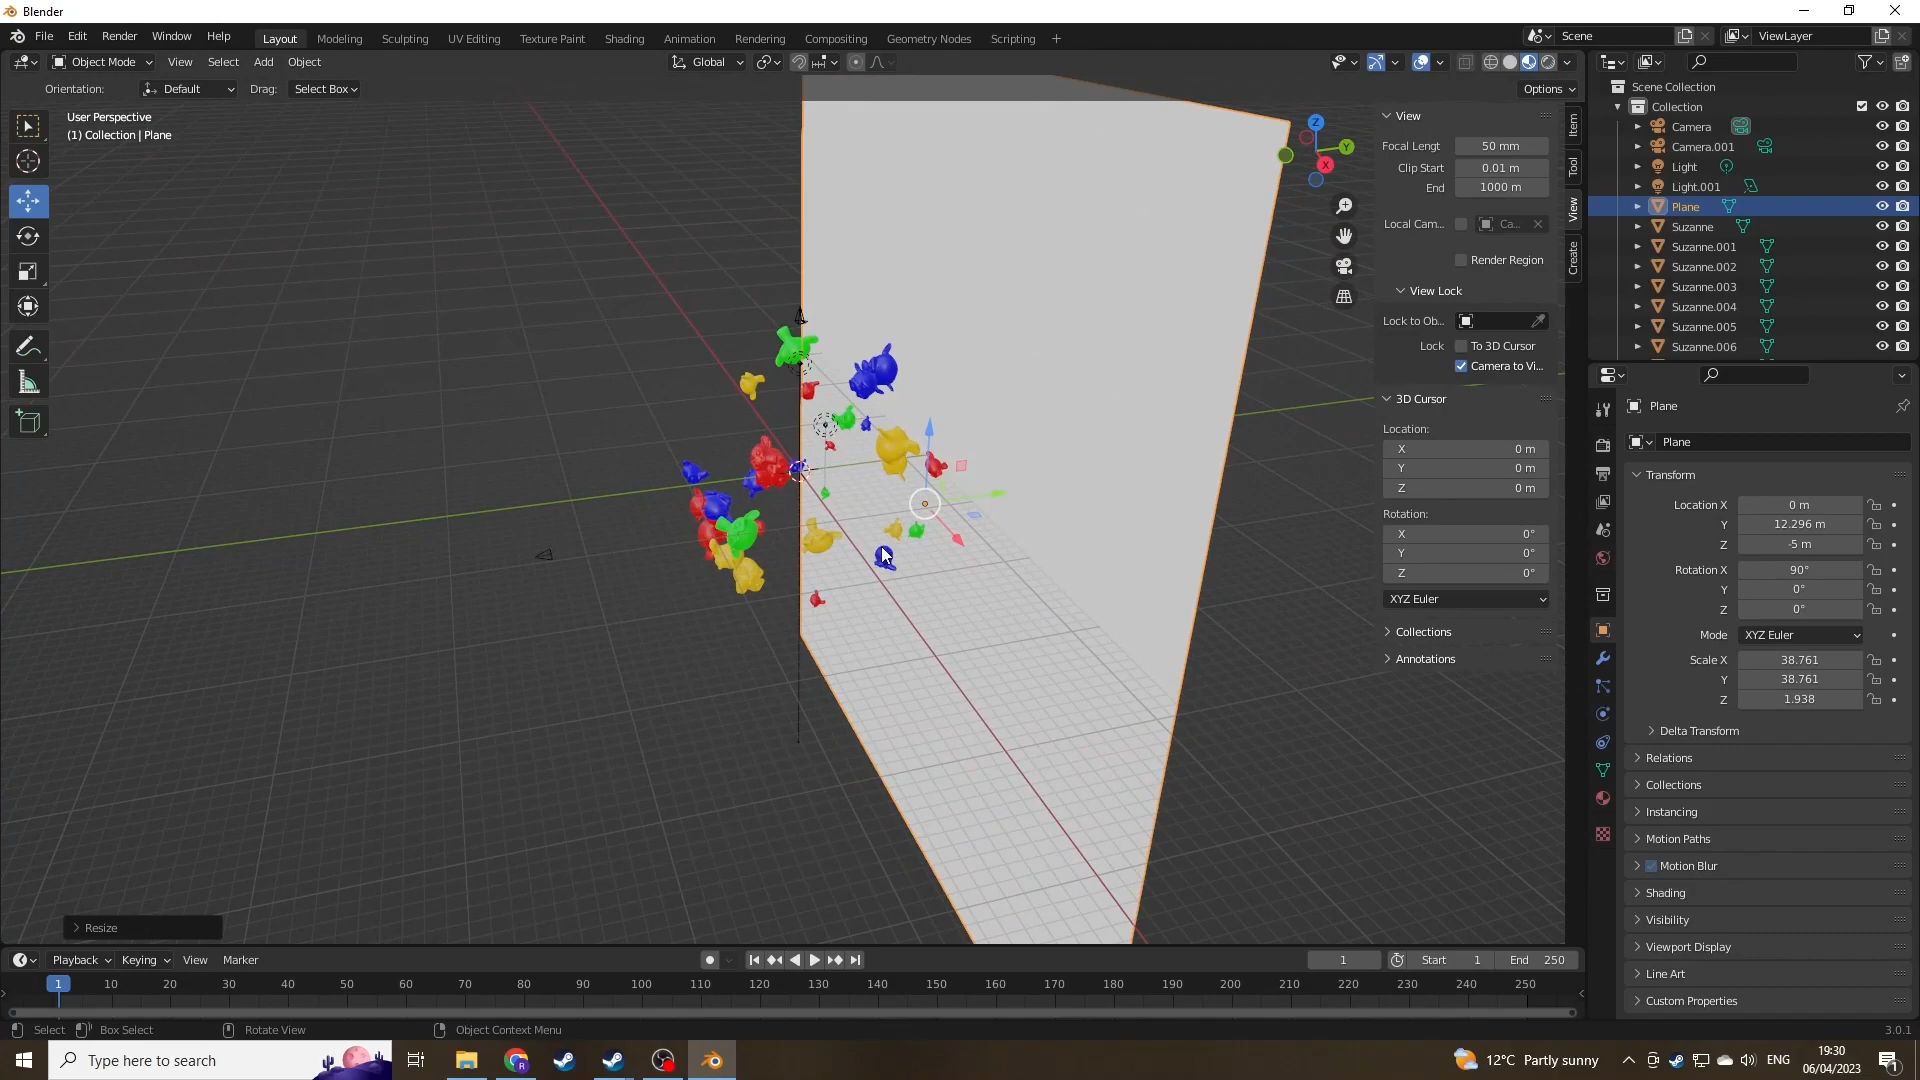 Blender
File Edit Render Window Help Layout Modeling Sculpting UV Editing Texture Paint Shading Animation Rendering Compositing Geometry Nodes Scripting + Scene ViewLayer
Object Mode View Select Add Object Global
Orientation: Default Drag: Select Box Options
User Perspective
(1) Collection | Plane
Z
Y
X
View
Focal Lengt 50 mm
Clip Start 0.01 m
End 1000 m
Local Cam... Ca...
Render Region
View Lock
Lock to Ob...
Lock To 3D Cursor
Camera to Vi...
3D Cursor
Location:
X 0 m
Y 0 m
Z 0 m
Rotation:
X 0°
Y 0°
Z 0°
XYZ Euler
Collections
Annotations
Item
Tool
View
Create
Scene Collection
Collection
Camera
Camera.001
Light
Light.001
Plane
Suzanne
Suzanne.001
Suzanne.002
Suzanne.003
Suzanne.004
Suzanne.005
Suzanne.006
Plane
Plane
Transform
Location X 0 m
Y 12.296 m
Z -5 m
Rotation X 90°
Y 0°
Z 0°
Mode XYZ Euler
Scale X 38.761
Y 38.761
Z 1.938
Delta Transform
Relations
Collections
Instancing
Motion Paths
Motion Blur
Shading
Visibility
Viewport Display
Line Art
Custom Properties
Resize
Playback Keying View Marker 1 Start 1 End 250
1 10 20 30 40 50 60 70 80 90 100 110 120 130 140 150 160 170 180 190 200 210 220 230 240 250
Select Box Select Rotate View Object Context Menu 3.0.1
Type here to search 12°C Partly sunny ENG 19:30
06/04/2023 1